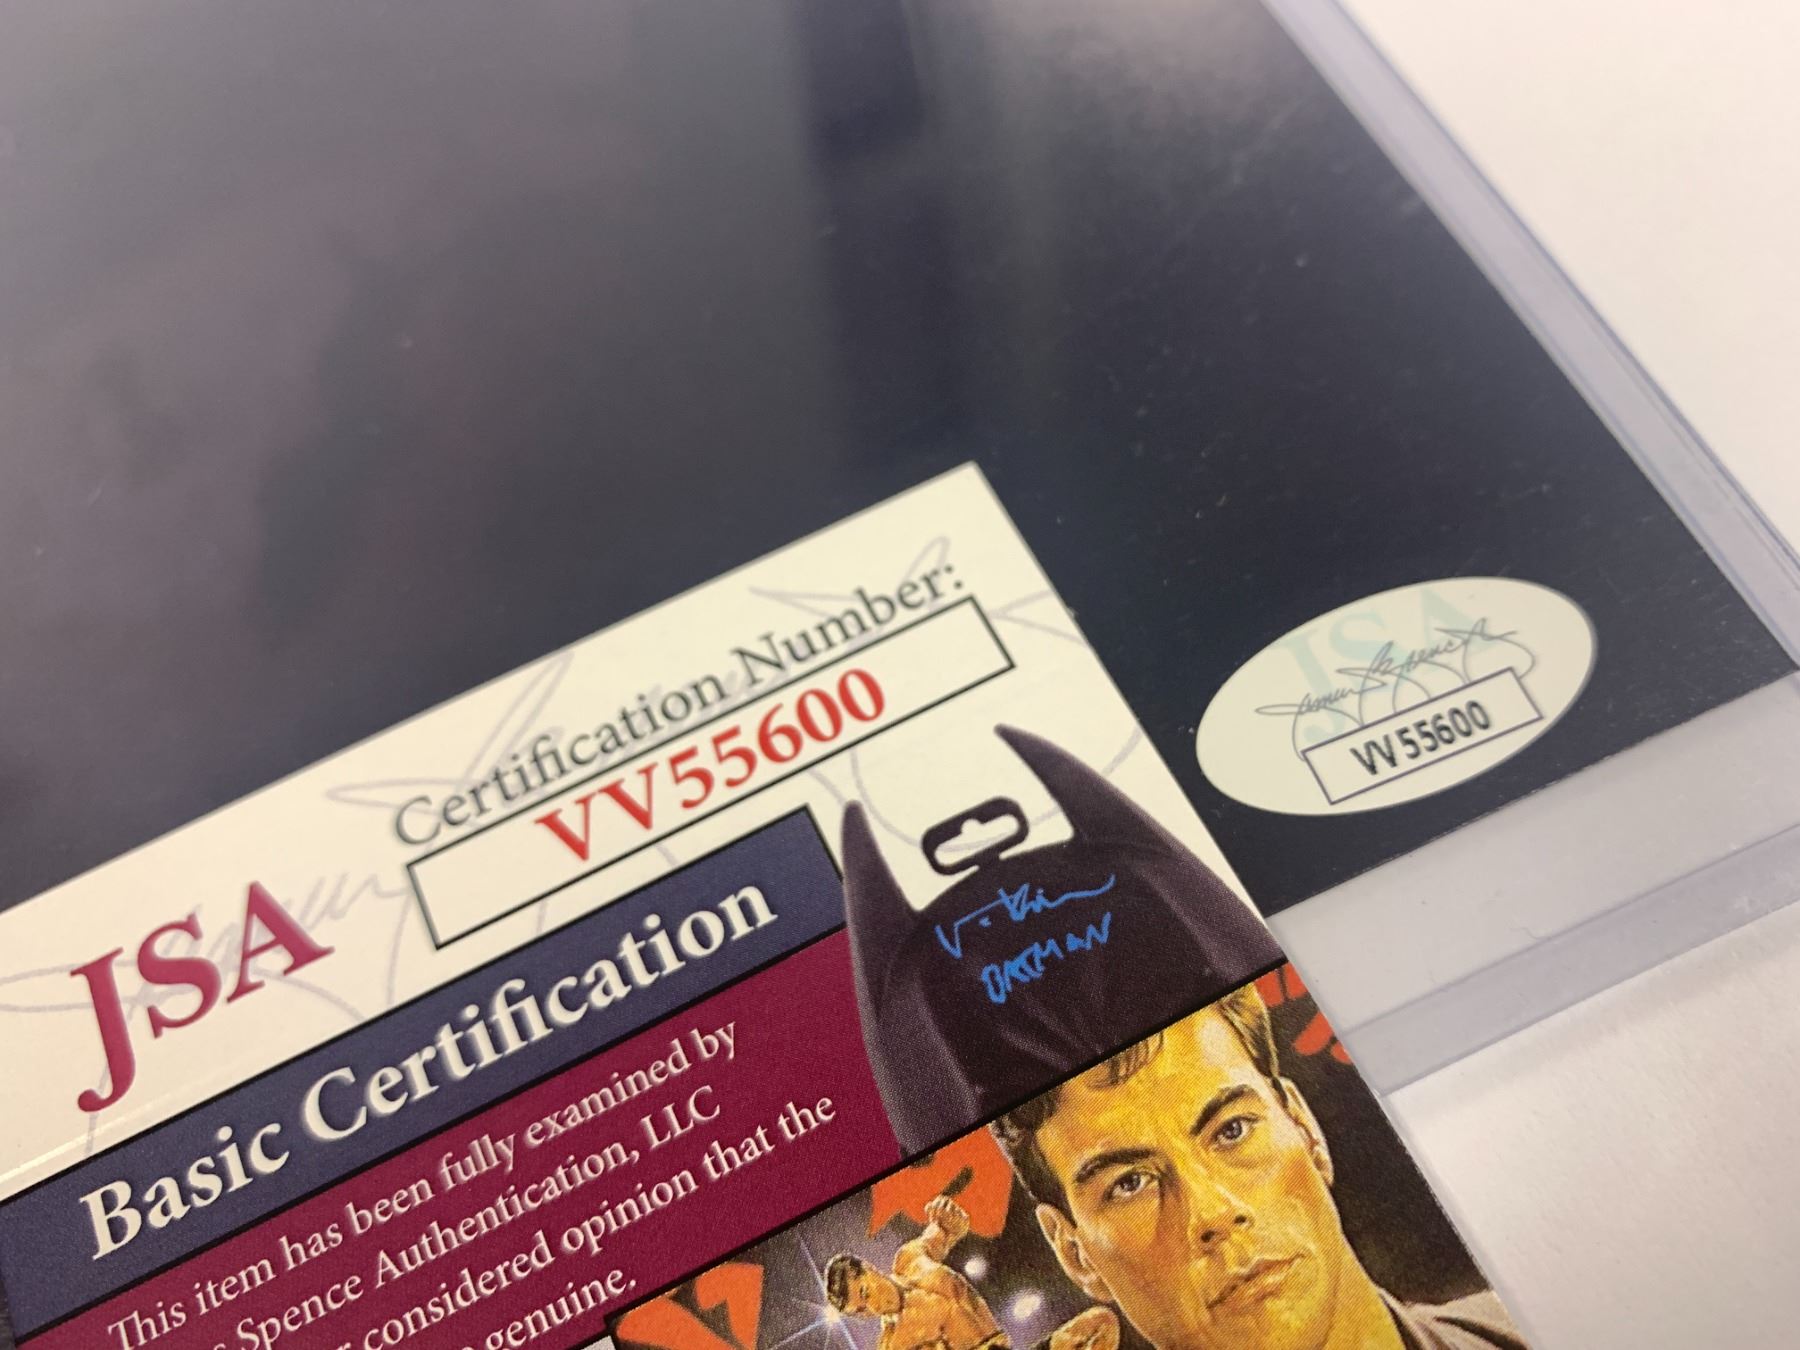 Certification Number:
VV55600
JSA
Basic Certification
This item has been fully examined by
Spence Authentication, LLC
considered opinion that the
genuine.
BATMAN
JSA
VV55600